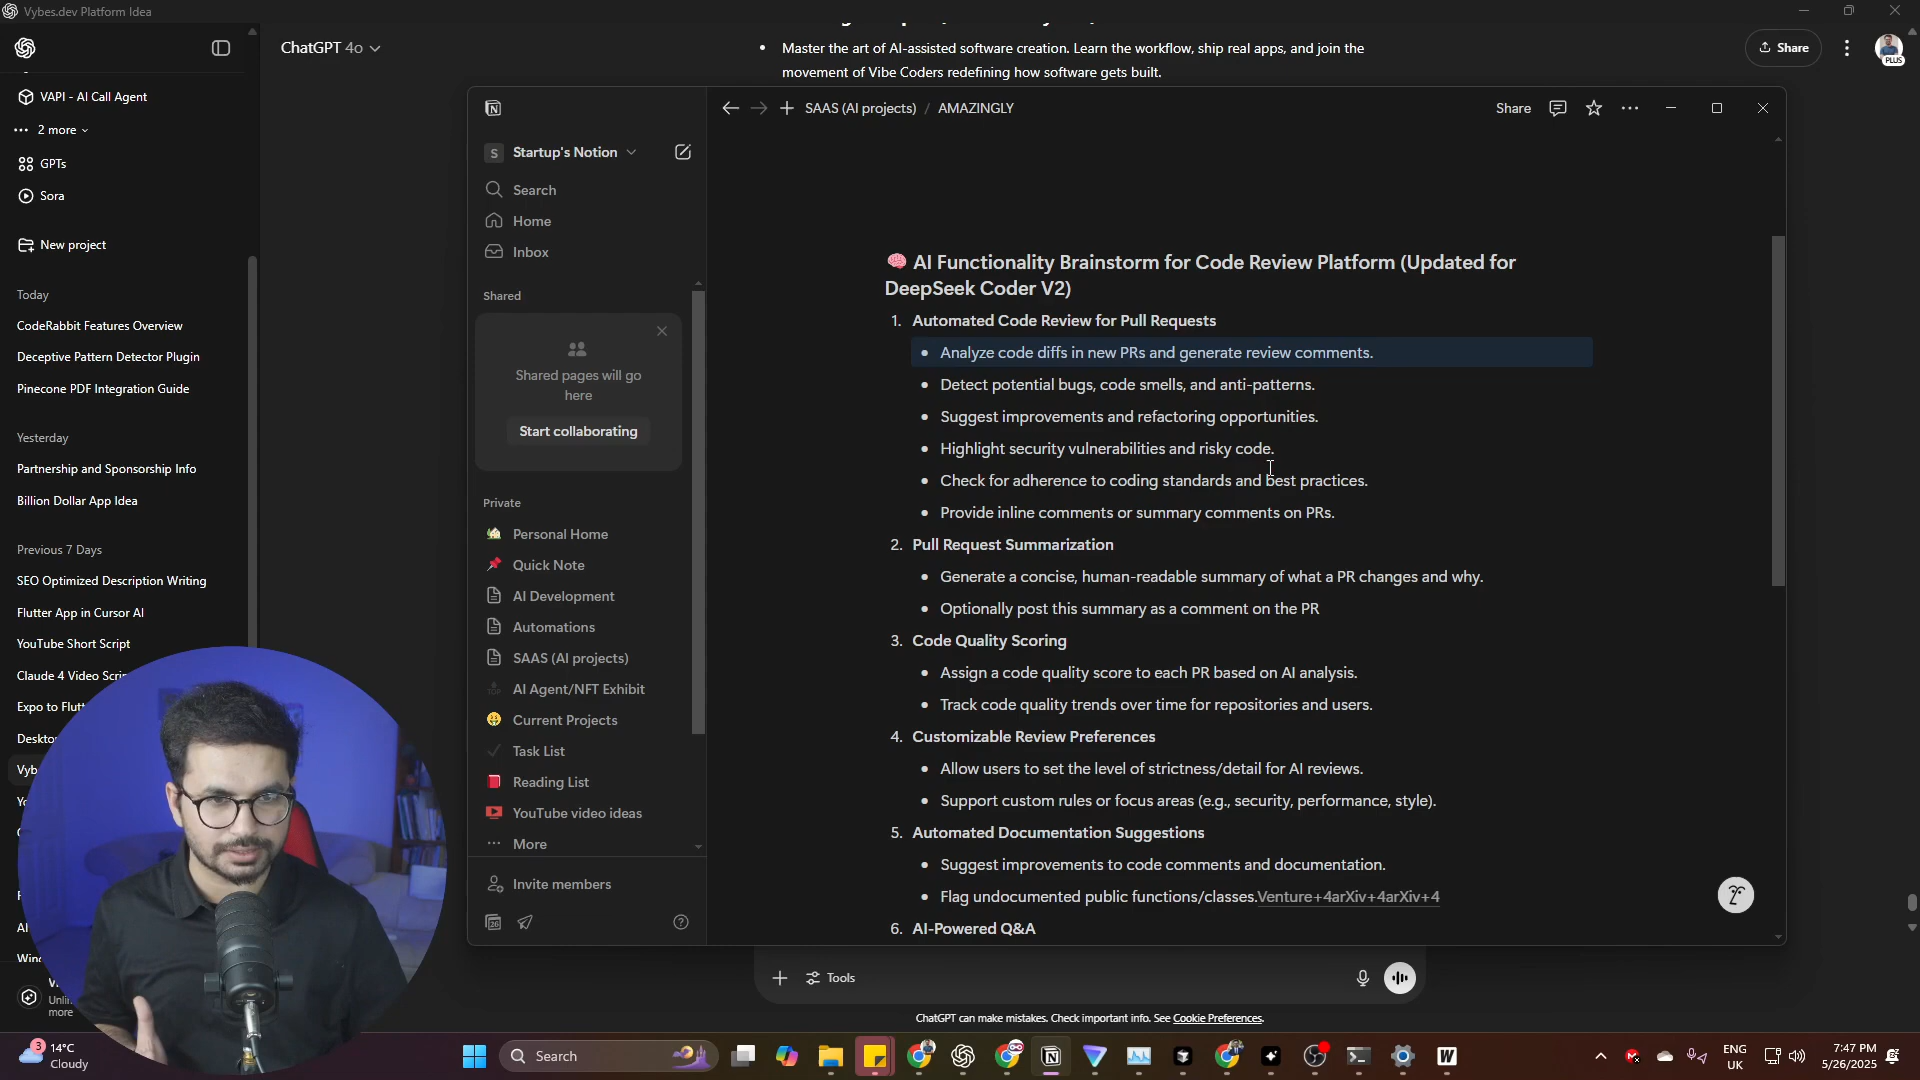 Vybes.dev Platform Idea
ChatGPT 4o
Share
PLUS
Master the art of AI-assisted software creation. Learn the workflow, ship real apps, and join the
movement of Vibe Coders redefining how software gets built.
VAPI - AI Call Agent
2 more
GPTs
Sora
New project
Today
CodeRabbit Features Overview
Deceptive Pattern Detector Plugin
Pinecone PDF Integration Guide
Yesterday
Partnership and Sponsorship Info
Billion Dollar App Idea
Previous 7 Days
SEO Optimized Description Writing
Flutter App in Cursor AI
YouTube Short Script
Claude 4 Video Scrip
Expo to Flutt
Deskto
Vyb
more
S Startup's Notion
Search
Home
Inbox
Shared
Shared pages will go
here
Start collaborating
Private
Personal Home
Quick Note
AI Development
Automations
SAAS (AI projects)
AI Agent/NFT Exhibit
Current Projects
Task List
Reading List
YouTube video ideas
More
Invite members
SAAS (AI projects) / AMAZINGLY
Share
🧠 AI Functionality Brainstorm for Code Review Platform (Updated for
DeepSeek Coder V2)
1. Automated Code Review for Pull Requests
• Analyze code diffs in new PRs and generate review comments.
• Detect potential bugs, code smells, and anti-patterns.
• Suggest improvements and refactoring opportunities.
• Highlight security vulnerabilities and risky code.
• Check for adherence to coding standards and best practices.
• Provide inline comments or summary comments on PRs.
2. Pull Request Summarization
• Generate a concise, human-readable summary of what a PR changes and why.
• Optionally post this summary as a comment on the PR
3. Code Quality Scoring
• Assign a code quality score to each PR based on AI analysis.
• Track code quality trends over time for repositories and users.
4. Customizable Review Preferences
• Allow users to set the level of strictness/detail for AI reviews.
• Support custom rules or focus areas (e.g., security, performance, style).
5. Automated Documentation Suggestions
• Suggest improvements to code comments and documentation.
• Flag undocumented public functions/classes.Venture+4arXiv+4arXiv+4
6. AI-Powered Q&A
Tools
ChatGPT can make mistakes. Check important info. See Cookie Preferences.
3
14°C
Cloudy
Search
ENG
UK
7:47 PM
5/26/2025